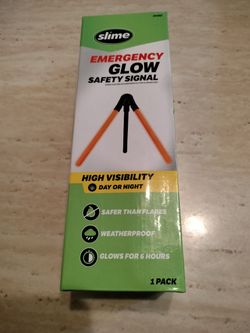 slime
EMERGENCY
GLOW
SAFETY SIGNAL
HIGH VISIBILITY
DAY OR NIGHT
SAFER THAN FLARES
WEATHERPROOF
GLOWS FOR 6 HOURS
1 PACK